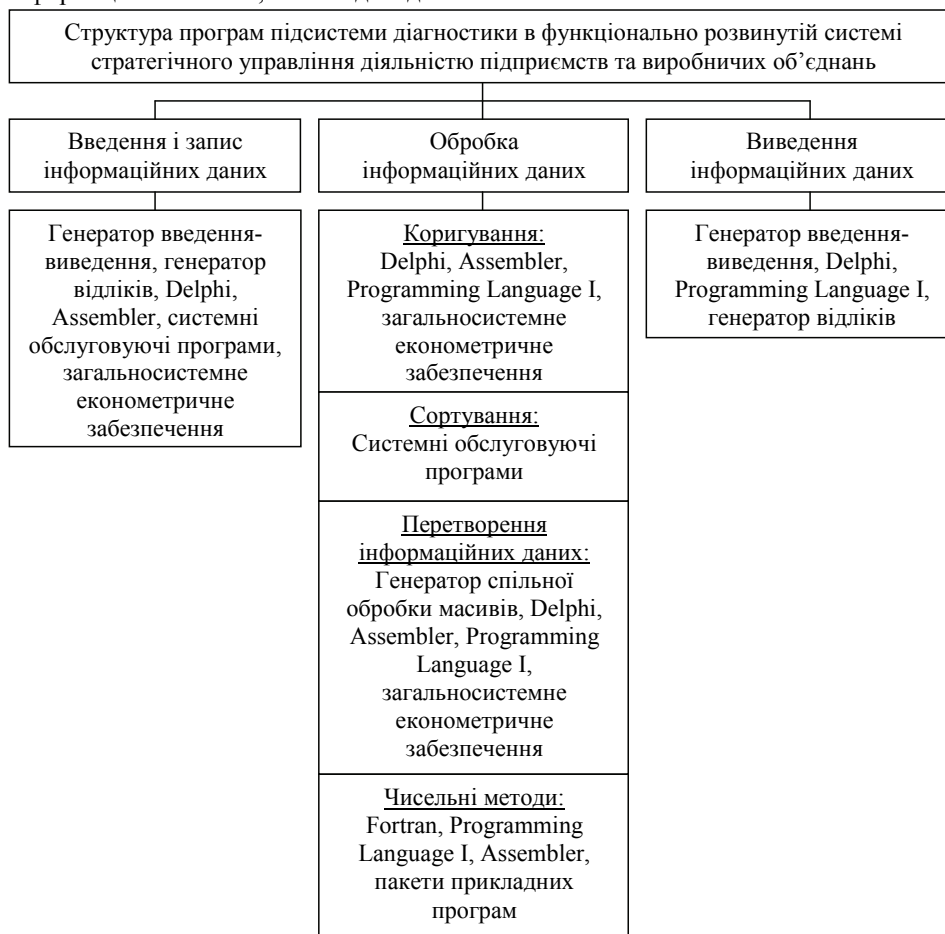 Структура програм підсистеми діагностики в функціонально розвинутій системі
стратегічного управління діяльністю підприємств та виробничих об’єднань
Введення і запис
інформаційних даних
Обробка
інформаційних даних
Виведення
інформаційних даних
Генератор введення-
виведення, генератор
відліків, Delphi,
Assembler, системні
обслуговуючі програми,
загальносистемне
економетричне
забезпечення
Коригування:
Delphi, Assembler,
Programming Language I,
загальносистемне
економетричне
забезпечення
Сортування:
Системні обслуговуючі
програми
Перетворення
інформаційних даних:
Генератор спільної
обробки масивів, Delphi,
Assembler, Programming
Language I,
загальносистемне
економетричне
забезпечення
Чисельні методи:
Fortran, Programming
Language I, Assembler,
пакети прикладних
програм
Генератор введення-
виведення, Delphi,
Programming Language I,
генератор відліків